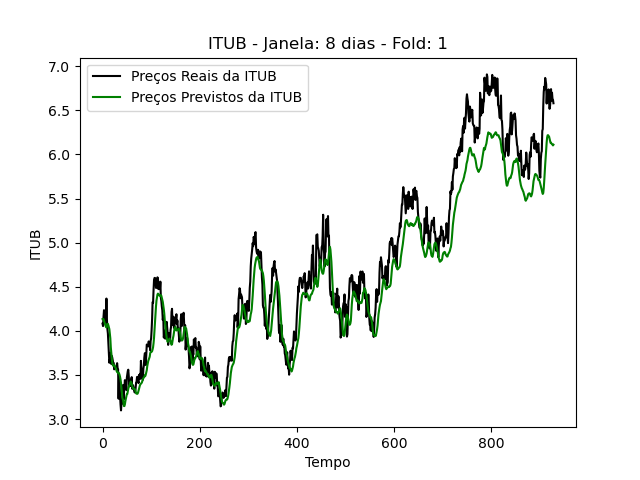 ITUB - Janela: 8 dias - Fold: 1
Preços Reais da ITUB
Preços Previstos da ITUB
7.0
6.5
6.0
5.5
5.0
4.5
4.0
3.5
3.0
ITUB
0
200
400
600
800
Tempo